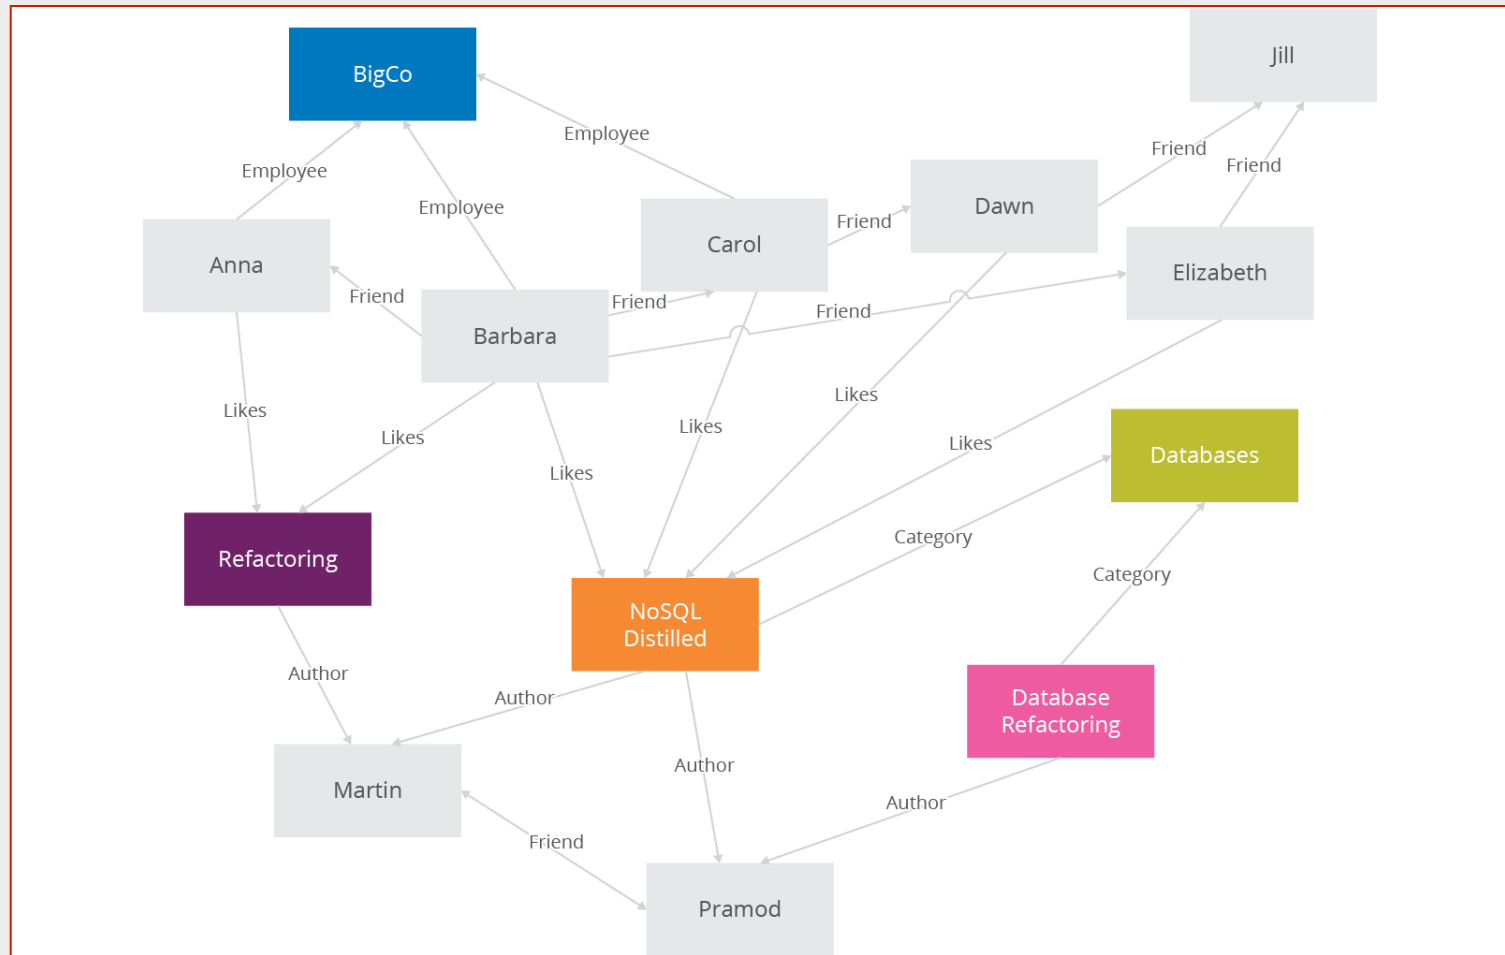 BigCo
Jill
Employee
Friend
Friend
Employee
Employee
Dawn
Friend
Carol
Anna
Elizabeth
Friend
Friend
Friend
Barbara
Likes
Likes
Likes
Likes
Likes
Likes
Databases
Category
Refactoring
Category
NoSQL
Distilled
Author
Author
Database
Refactoring
Author
Martin
Author
Friend
Pramod